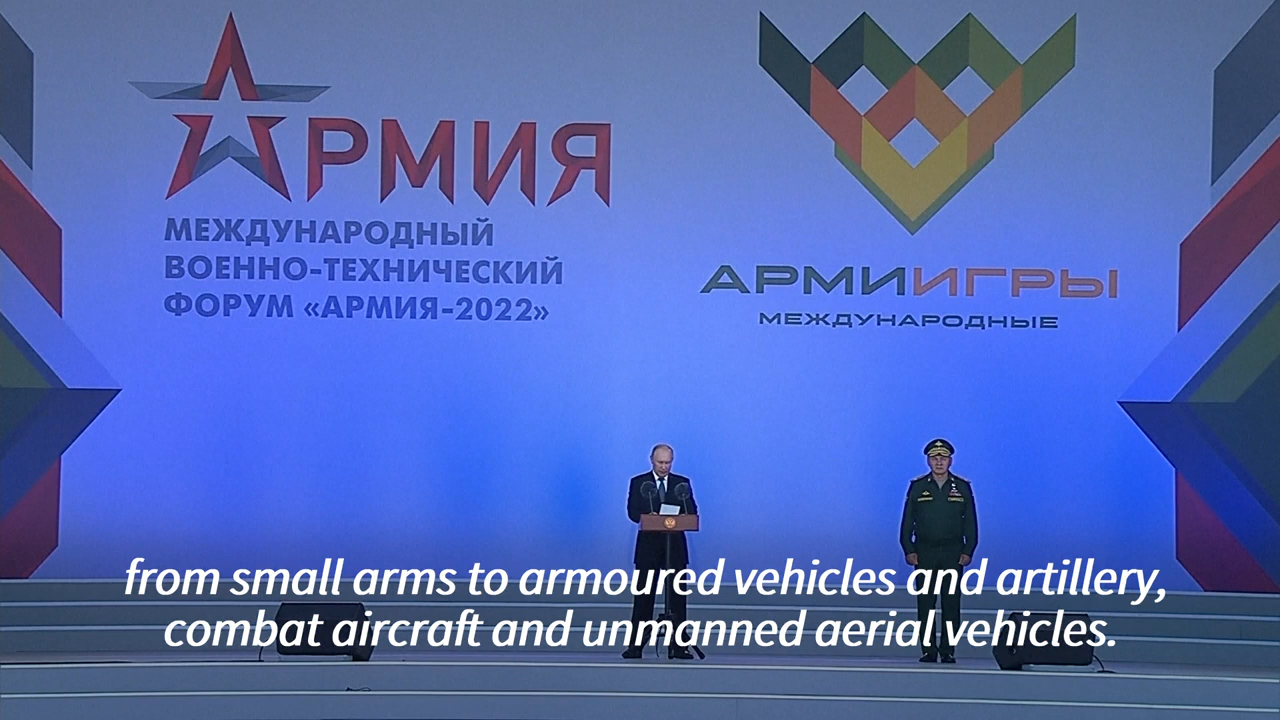 АРМИЯ
МЕЖДУНАРОДНЫЙ
ВОЕННО-ТЕХНИЧЕСКИЙ
ФОРУМ «АРМИЯ-2022»
АРМИИГРЫ
МЕЖДУНАРОДНЫЕ
from small arms to armoured vehicles and artillery,
combat aircraft and unmanned aerial vehicles.